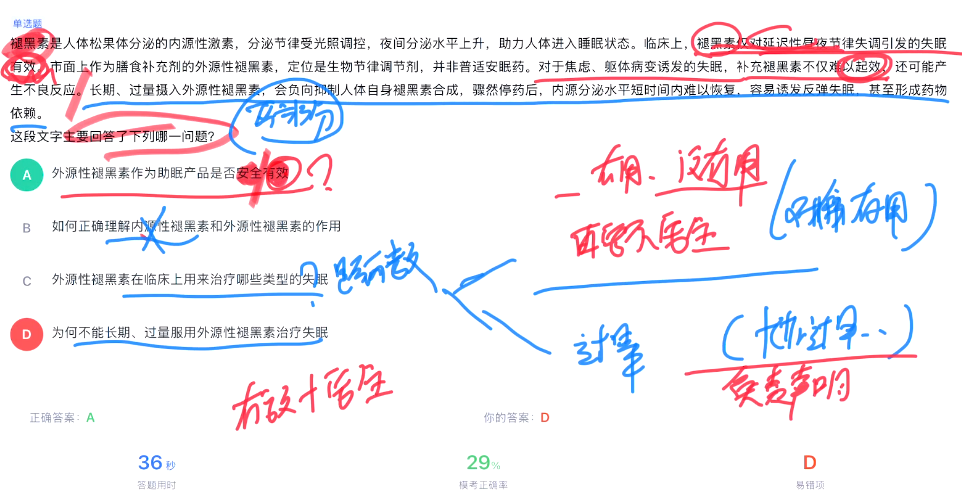 单选题
褪黑素是人体松果体分泌的内源性激素，分泌节律受光照调控，夜间分泌水平上升，助力人体进入睡眠状态。临床上，褪黑素仅对延迟性昼夜节律失调引发的失眠
有效，市面上作为膳食补充剂的外源性褪黑素，定位是生物节律调节剂，并非普适安眠药。对于焦虑、躯体病变诱发的失眠，补充褪黑素不仅难以起效，还可能产
生不良反应。长期、过量摄入外源性褪黑素，会负向抑制人体自身褪黑素合成，骤然停药后，内源分泌水平短时间内难以恢复，容易诱发反弹失眠，甚至形成药物
依赖。
这段文字主要回答了下列哪一问题？
A 外源性褪黑素作为助眠产品是否安全有效
？
B 如何正确理解内源性褪黑素和外源性褪黑素的作用
C 外源性褪黑素在临床上用来治疗哪些类型的失眠
？
D 为何不能长期、过量服用外源性褪黑素治疗失眠
有用、没有用
过量
有效＋安全
免责声明
正确答案：A
你的答案：D
36秒
29%
D
答题用时
模考正确率
易错项